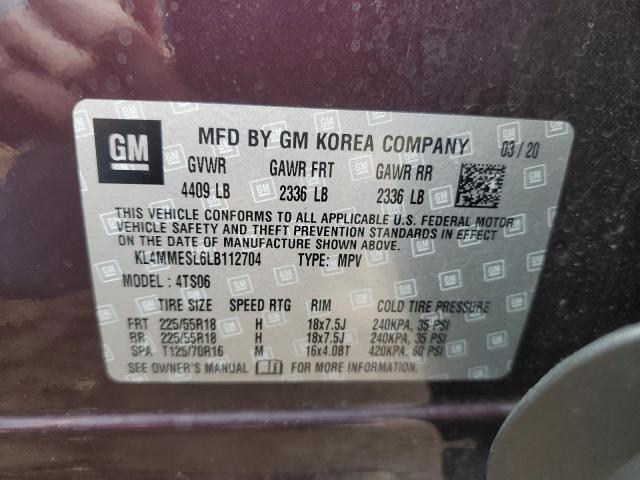 GM
MFD BY GM KOREA COMPANY 03/20
GVWR GAWR FRT GAWR RR
4409 LB 2336 LB 2336 LB
THIS VEHICLE CONFORMS TO ALL APPLICABLE U.S. FEDERAL MOTOR
VEHICLE SAFETY AND THEFT PREVENTION STANDARDS IN EFFECT
ON THE DATE OF MANUFACTURE SHOWN ABOVE.
KL4MMESL6LB112704 TYPE: MPV
MODEL: 4TS06
TIRE SIZE SPEED RTG RIM COLD TIRE PRESSURE
FRT 225/55R18 H 18x7.5J 240KPA, 35 PSI
RR 225/55R18 H 18x7.5J 240KPA, 35 PSI
SPA T125/70R16 M 16x4.0BT 420KPA, 60 PSI
SEE OWNER'S MANUAL FOR MORE INFORMATION.